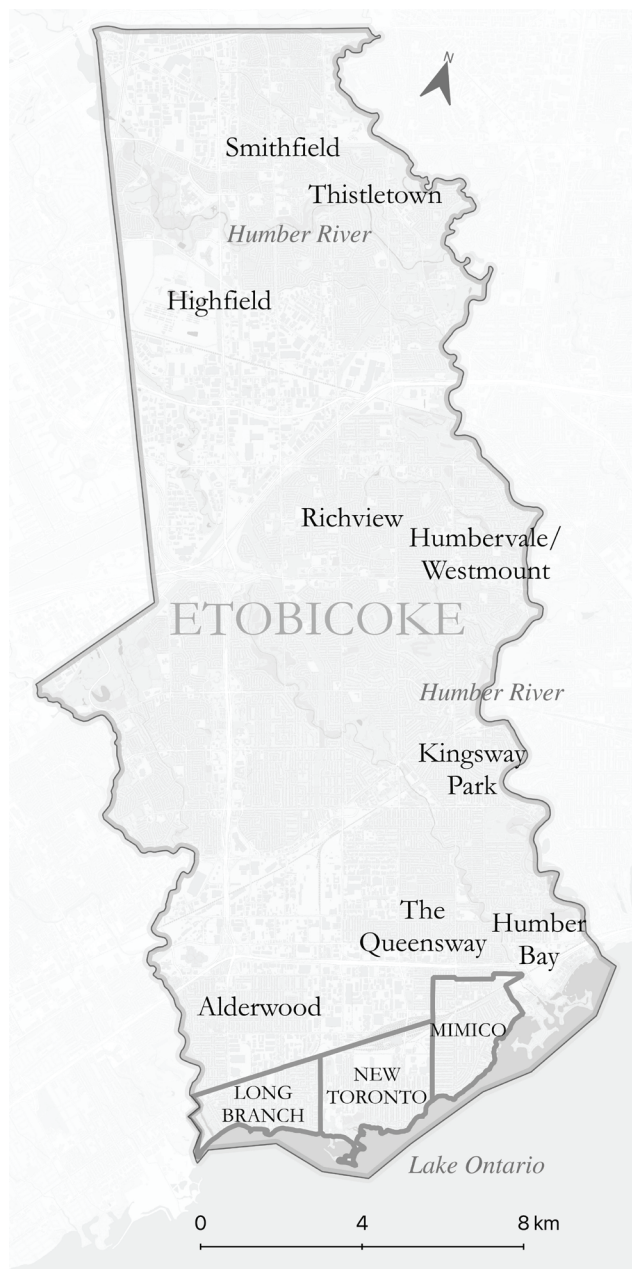 N
Smithfield
Thistletown
Humber River
Highfield
Richview
Humbervale/
Westmount
ETOBICOKE
Humber River
Kingsway
Park
The
Queensway
Humber
Bay
Alderwood
MIMICO
NEW
TORONTO
LONG
BRANCH
Lake Ontario
0 4 8 km